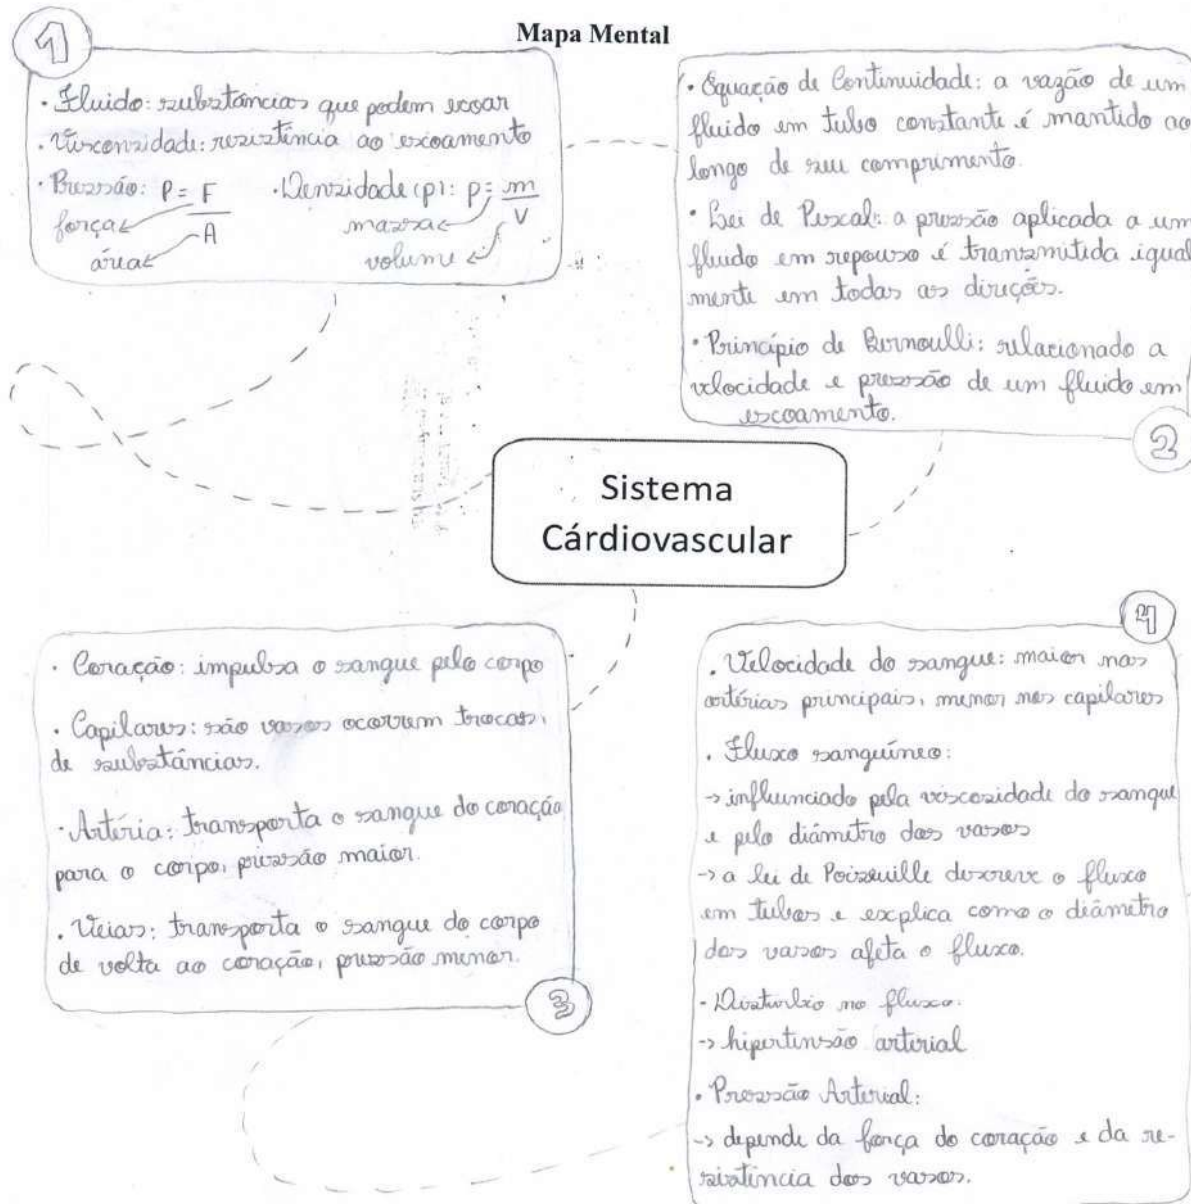 Mapa Mental
1
· Fluido: substâncias que podem escoar
· Visconsidade: resistência ao escoamento
· Pressão: P = F · Densidade (p): p = m
força A massa V
área volume
· Equação de Continuidade: a vazão de um
fluido em tubo constante é mantido ao
longo de seu comprimento.
· Lei de Pascal: a pressão aplicada a um
fluido em repouso é transmitida igual
mente em todas as direções.
· Princípio de Bernoulli: relacionado a
velocidade e pressão de um fluido em
escoamento.
2
Sistema
Cárdiovascular
· Coração: impulsa o sangue pelo corpo
· Capilares: são vasos ocorrem trocas,
de substâncias.
· Artéria: transporta o sangue do coração
para o corpo, pressão maior.
· Veias: transporta o sangue do corpo
de volta ao coração, pressão menor.
3
4
· Velocidade do sangue: maior nas
artérias principais, menor nos capilares
· Fluxo sanguíneo:
-> influenciado pela viscosidade do sangue
e pelo diâmetro dos vasos
-> a lei de Poiseuille descreve o fluxo
em tubos e explica como o diâmetro
dos vasos afeta o fluxo.
· Distúrbio no fluxo:
-> hipertensão arterial
· Pressão Arterial:
-> depende da força do coração e da re-
sistência dos vasos.